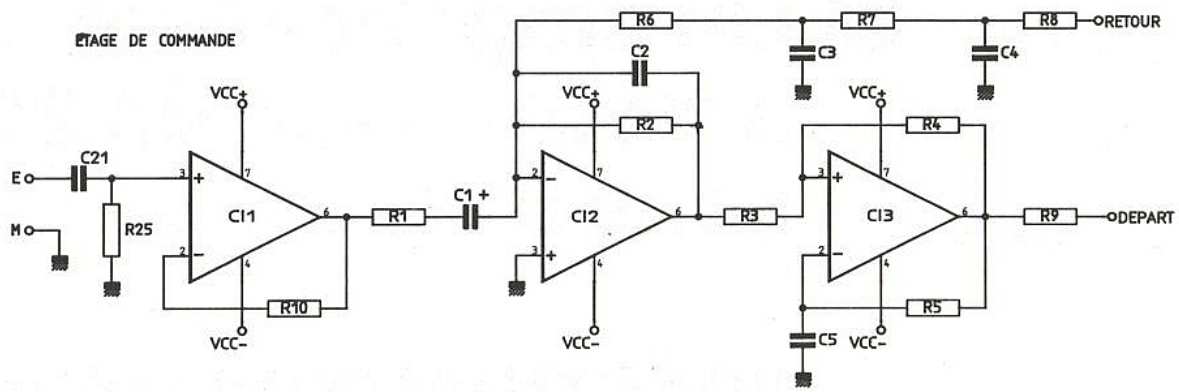 ETAGE DE COMMANDE
R6
R7
R8
RETOUR
C3
C4
C2
R2
VCC+
VCC+
VCC+
R4
E
C21
3
+
7
CI1
6
R1
C1 +
2
-
7
CI2
6
R3
3
+
7
CI3
6
R9
DEPART
M
R25
2
-
4
R10
VCC-
3
+
4
VCC-
2
-
4
R5
C5
VCC-